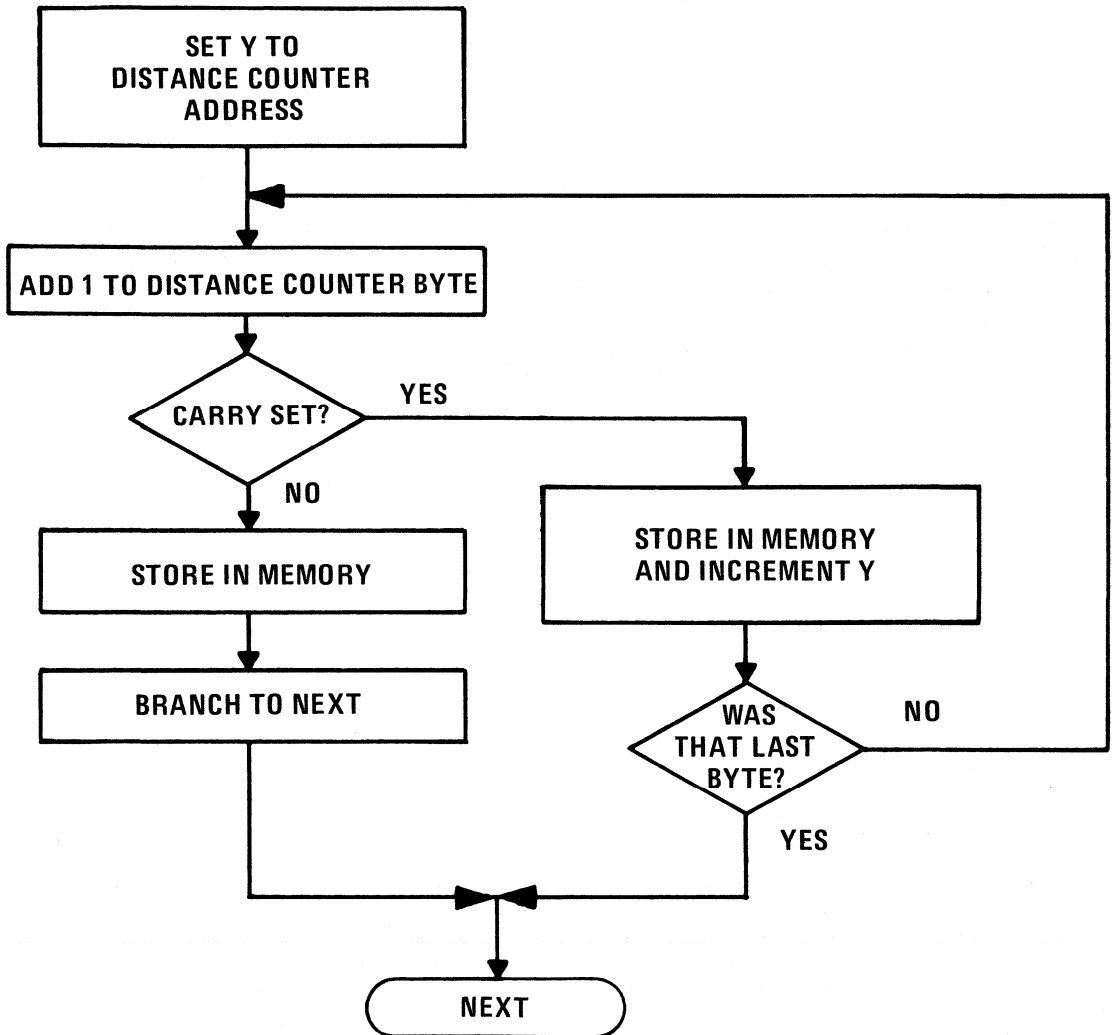 SET Y TO
DISTANCE COUNTER
ADDRESS
ADD 1 TO DISTANCE COUNTER BYTE
CARRY SET?
YES
NO
STORE IN MEMORY
STORE IN MEMORY
AND INCREMENT Y
BRANCH TO NEXT
WAS
THAT LAST
BYTE?
NO
YES
NEXT